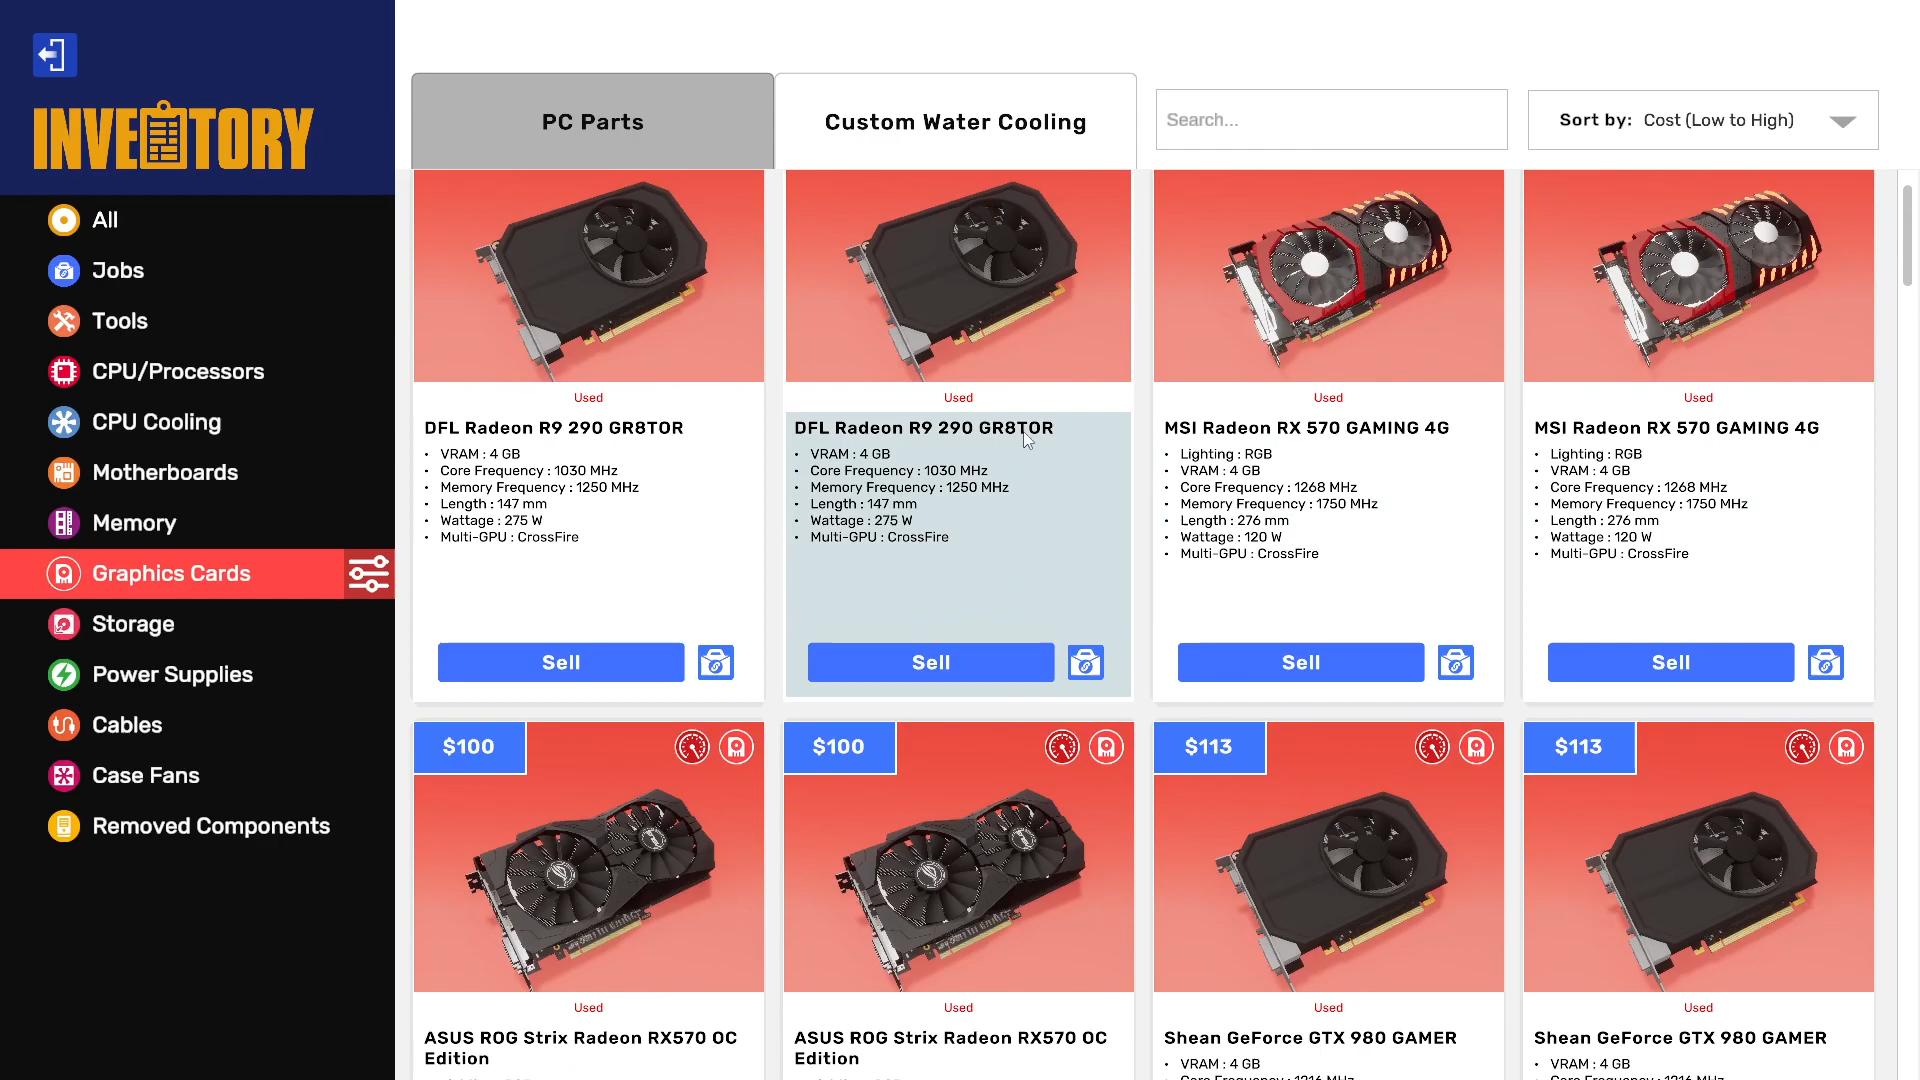 INVENTORY
All
Jobs
Tools
CPU/Processors
CPU Cooling
Motherboards
Memory
Graphics Cards
Storage
Power Supplies
Cables
Case Fans
Removed Components
PC Parts
Custom Water Cooling
Search...
Sort by: Cost (Low to High)
Used
DFL Radeon R9 290 GR8TOR
• VRAM : 4 GB
• Core Frequency : 1030 MHz
• Memory Frequency : 1250 MHz
• Length : 147 mm
• Wattage : 275 W
• Multi-GPU : CrossFire
Sell
Used
DFL Radeon R9 290 GR8TOR
• VRAM : 4 GB
• Core Frequency : 1030 MHz
• Memory Frequency : 1250 MHz
• Length : 147 mm
• Wattage : 275 W
• Multi-GPU : CrossFire
Sell
Used
MSI Radeon RX 570 GAMING 4G
• Lighting : RGB
• VRAM : 4 GB
• Core Frequency : 1268 MHz
• Memory Frequency : 1750 MHz
• Length : 276 mm
• Wattage : 120 W
• Multi-GPU : CrossFire
Sell
Used
MSI Radeon RX 570 GAMING 4G
• Lighting : RGB
• VRAM : 4 GB
• Core Frequency : 1268 MHz
• Memory Frequency : 1750 MHz
• Length : 276 mm
• Wattage : 120 W
• Multi-GPU : CrossFire
Sell
$100
Used
ASUS ROG Strix Radeon RX570 OC
Edition
$100
Used
ASUS ROG Strix Radeon RX570 OC
Edition
$113
Used
Shean GeForce GTX 980 GAMER
• VRAM : 4 GB
Core Frequency : 1216 MHz
$113
Used
Shean GeForce GTX 980 GAMER
• VRAM : 4 GB
Core Frequency : 1216 MHz